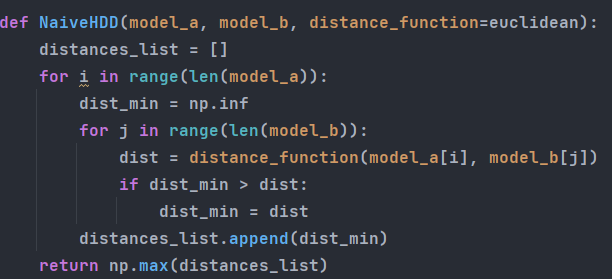 def NaiveHDD(model_a, model_b, distance_function=euclidean):
    distances_list = []
    for i in range(len(model_a)):
        dist_min = np.inf
        for j in range(len(model_b)):
            dist = distance_function(model_a[i], model_b[j])
            if dist_min > dist:
                dist_min = dist
        distances_list.append(dist_min)
    return np.max(distances_list)